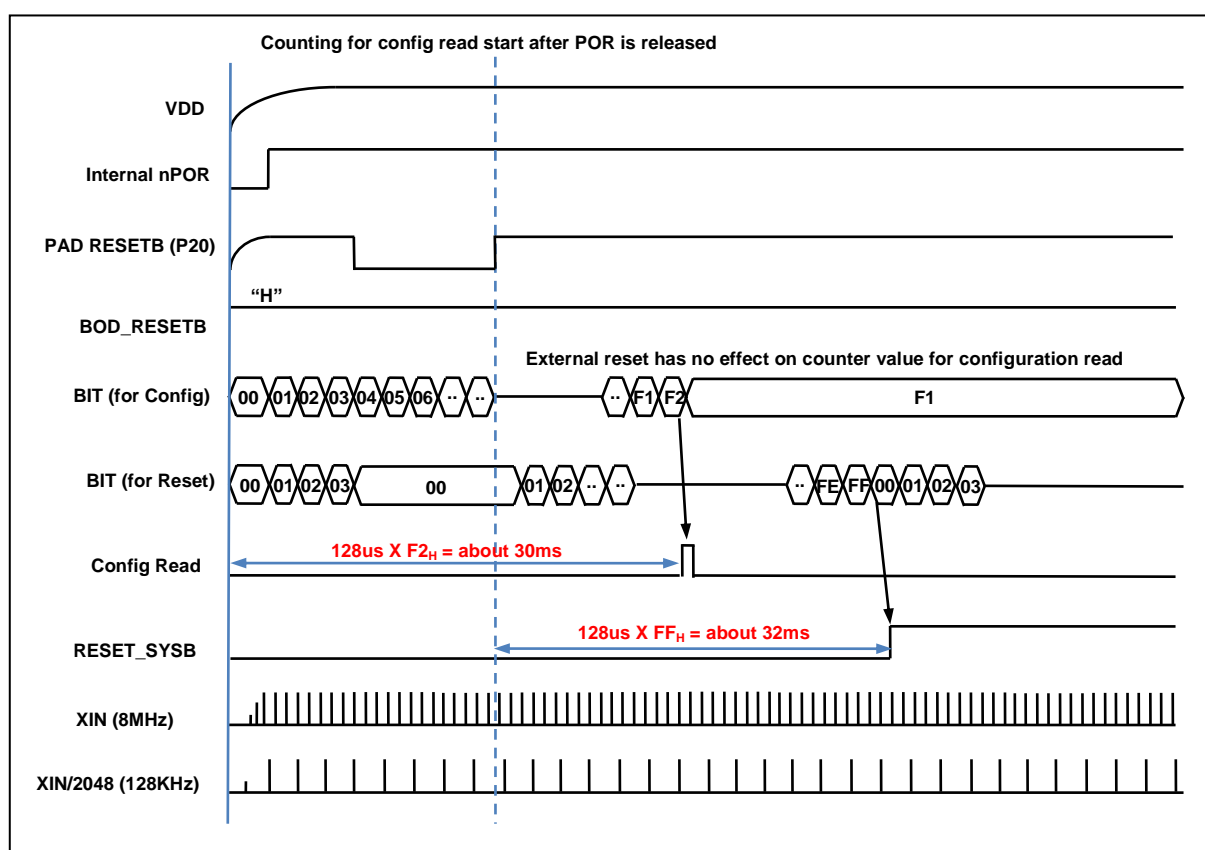 Counting for config read start after POR is released
VDD
Internal nPOR
PAD RESETB (P20)
“H”
BOD_RESETB
External reset has no effect on counter value for configuration read
BIT (for Config) 00 01 02 03 04 05 06 .. .. .. F1 F2 F1
BIT (for Reset) 00 01 02 03 00 01 02 .. .. .. FE FF 00 01 02 03
128us X F2H = about 30ms
Config Read
128us X FFH = about 32ms
RESET_SYSB
XIN (8MHz)
XIN/2048 (128KHz)